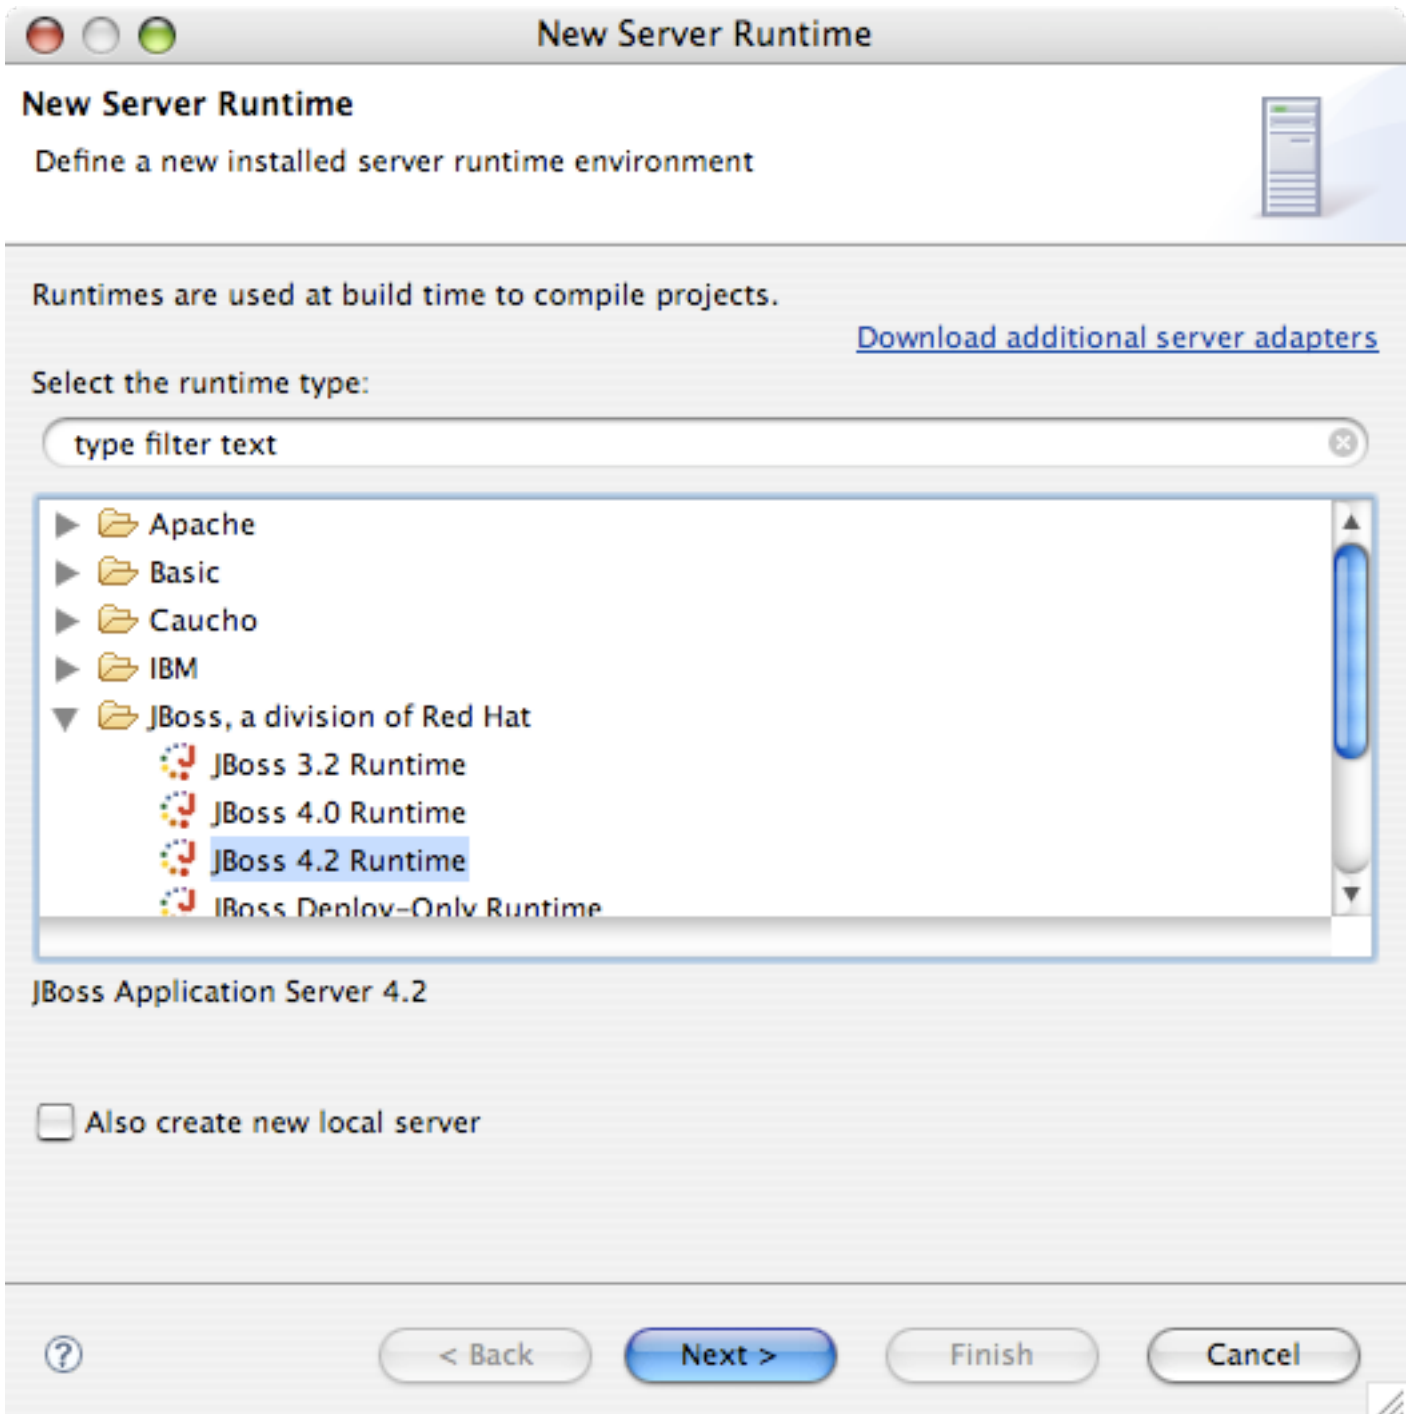 New Server Runtime
New Server Runtime
Define a new installed server runtime environment
Runtimes are used at build time to compile projects.
Download additional server adapters
Select the runtime type:
type filter text
Apache
Basic
Caucho
IBM
JBoss, a division of Red Hat
JBoss 3.2 Runtime
JBoss 4.0 Runtime
JBoss 4.2 Runtime
JBoss Deploy-Only Runtime
JBoss Application Server 4.2
Also create new local server
? < Back Next > Finish Cancel